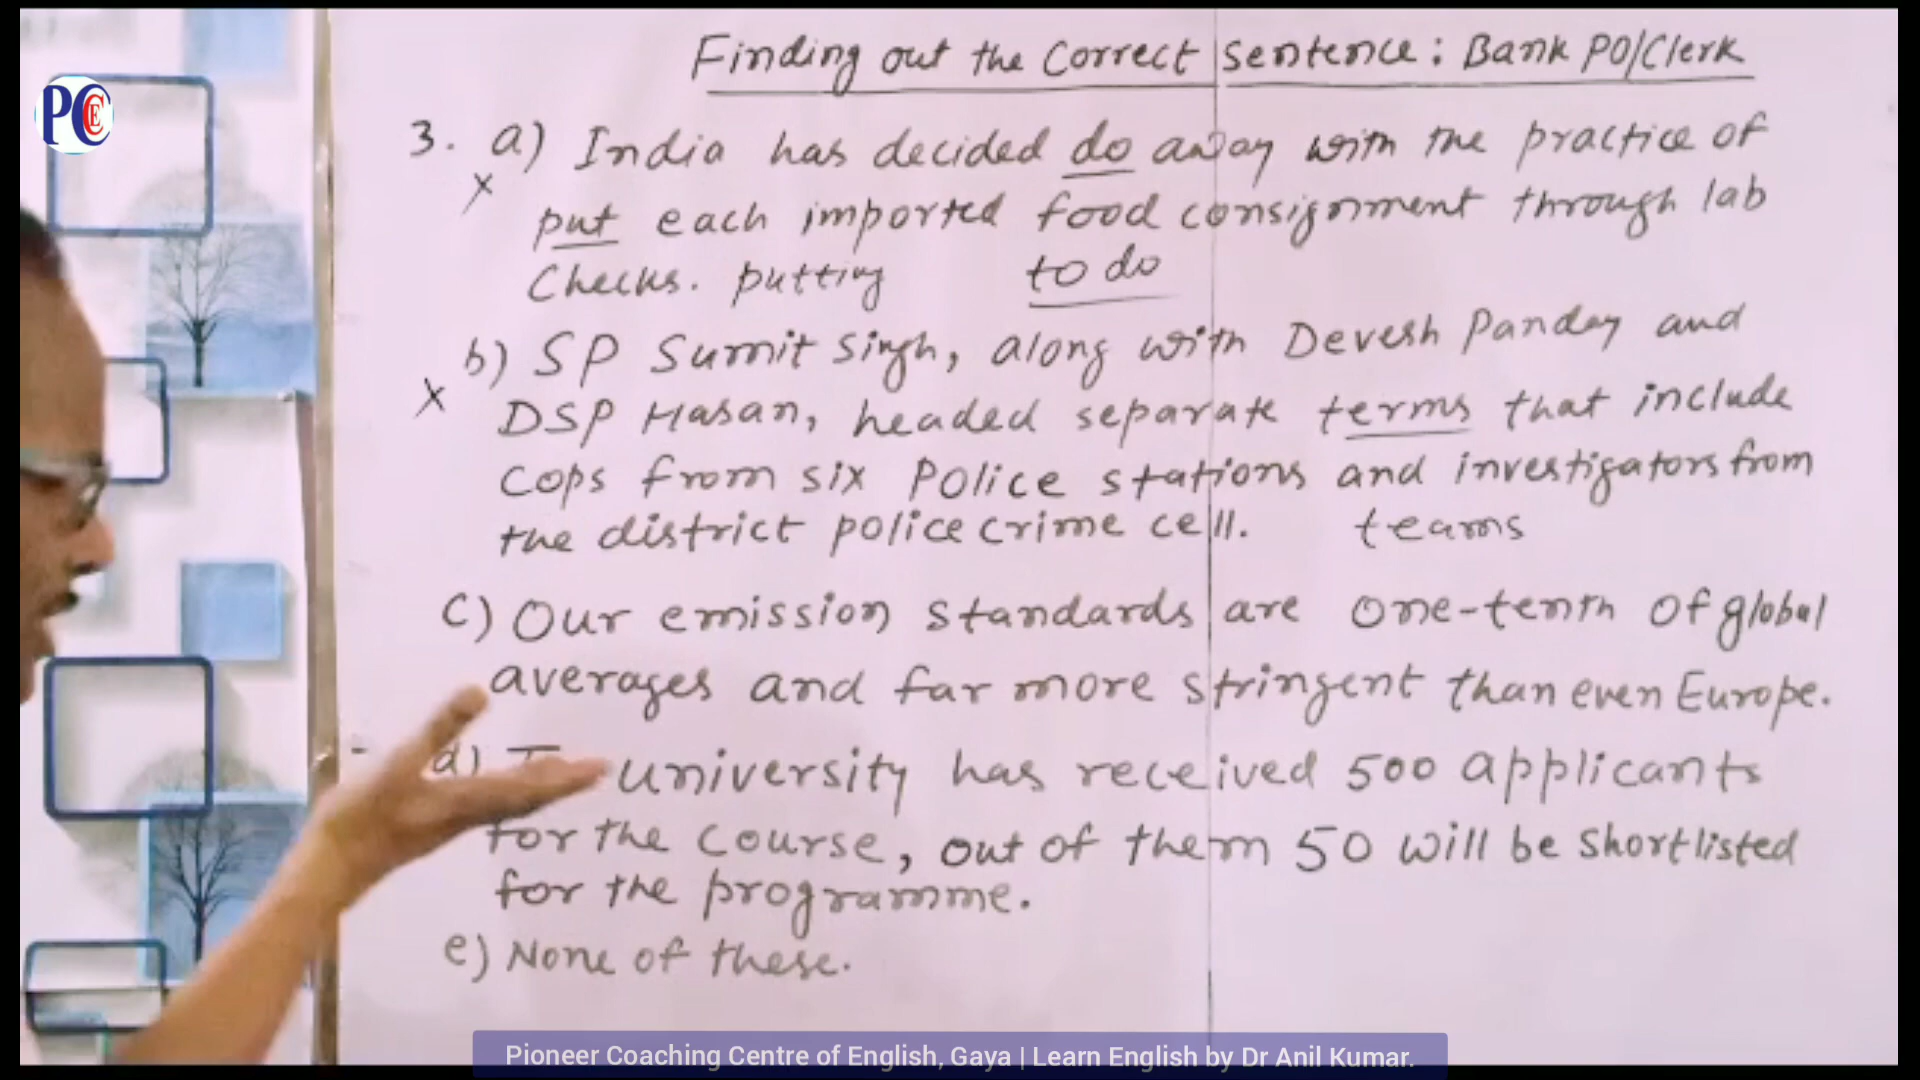 PCCE
Finding out the Correct Sentence : Bank PO/Clerk
3. a) India has decided do away with the practice of
x put each imported food consignment through lab
Checks. putting to do
b) SP Sumit Singh, along with Devesh Panday and
x DSP Hasan, headed separate terms that include
Cops from six Police stations and investigators from
the district police crime cell. teams
c) Our emission standards are one-tenth of global
averages and far more stringent than even Europe.
d) university has received 500 applicants
for the course, out of them 50 will be shortlisted
for the programme.
e) None of these.
Pioneer Coaching Centre of English, Gaya | Learn English by Dr Anil Kumar.